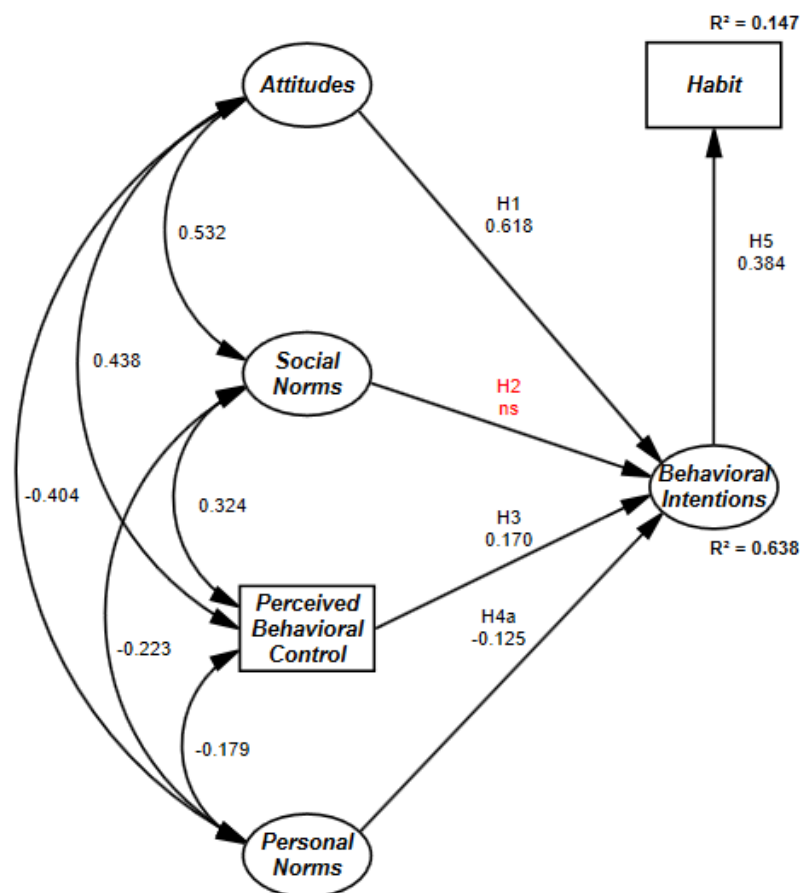 R² = 0.147
Attitudes
Habit
H1
0.618
0.532
H5
0.384
0.438
Social
Norms
H2
ns
Behavioral
Intentions
-0.404
0.324
H3
0.170
R² = 0.638
Perceived
Behavioral
Control
H4a
-0.125
-0.223
-0.179
Personal
Norms